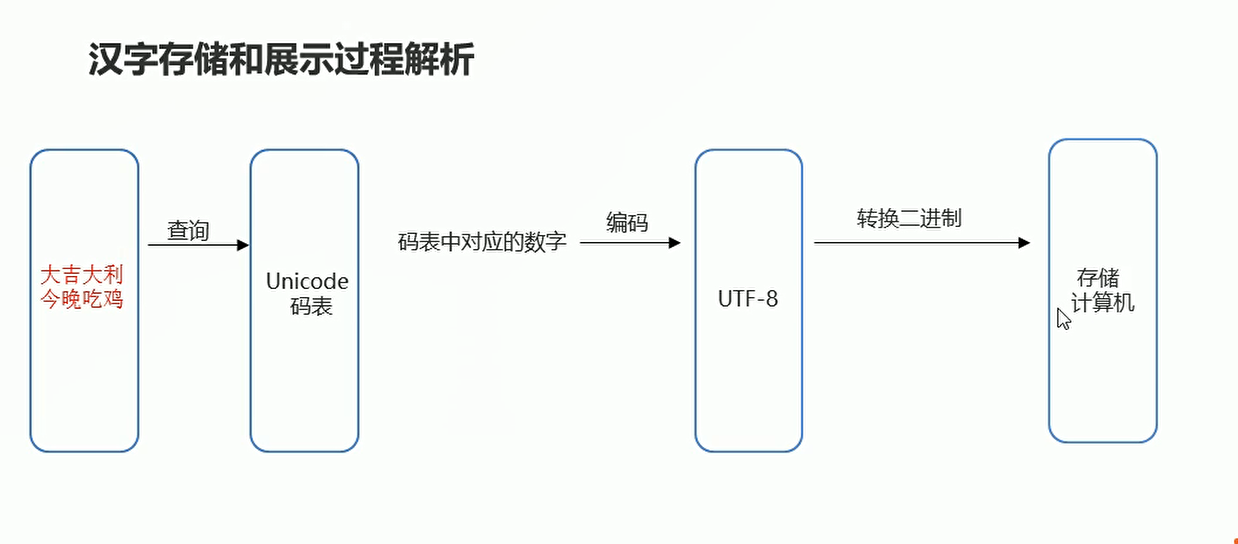 汉字存储和展示过程解析
大吉大利
今晚吃鸡
查询
Unicode
码表
码表中对应的数字
编码
UTF-8
转换二进制
存储
计算机